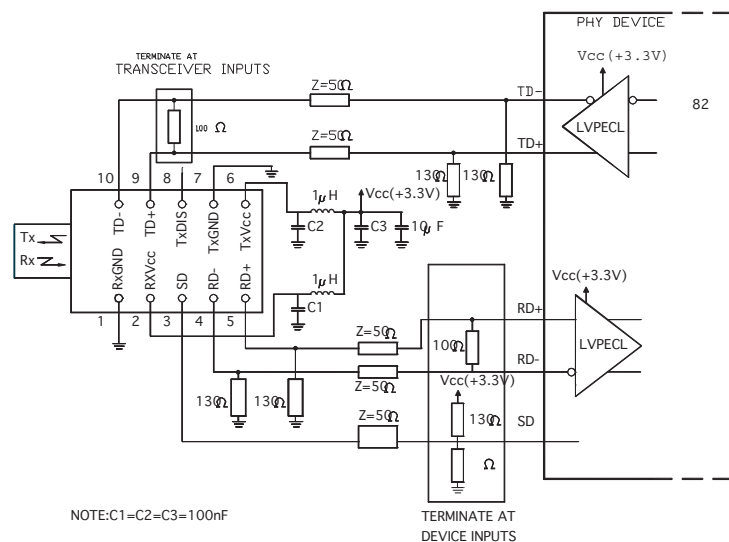 PHY DEVICE
TERMINATE AT
TRANSCEIVER INPUTS
Vcc (+3.3V)
Z=50Ω
TD-
82
100 Ω
LVPECL
Z=50Ω
TD+
10 9 8 7 6
130Ω 130Ω
1μH
Vcc(+3.3V)
TD- TD+ TxDIS TxGND TxVcc
C2 C3 10μF
Tx
Rx
RxGND RXVcc SD RD- RD+
1μH
C1
Vcc(+3.3V)
1 2 3 4 5
RD+
Z=50Ω
100Ω
LVPECL
RD-
Z=50Ω
Vcc(+3.3V)
130Ω 130Ω
Z=50Ω
130Ω
SD
Ω
NOTE:C1=C2=C3=100nF
TERMINATE AT
DEVICE INPUTS